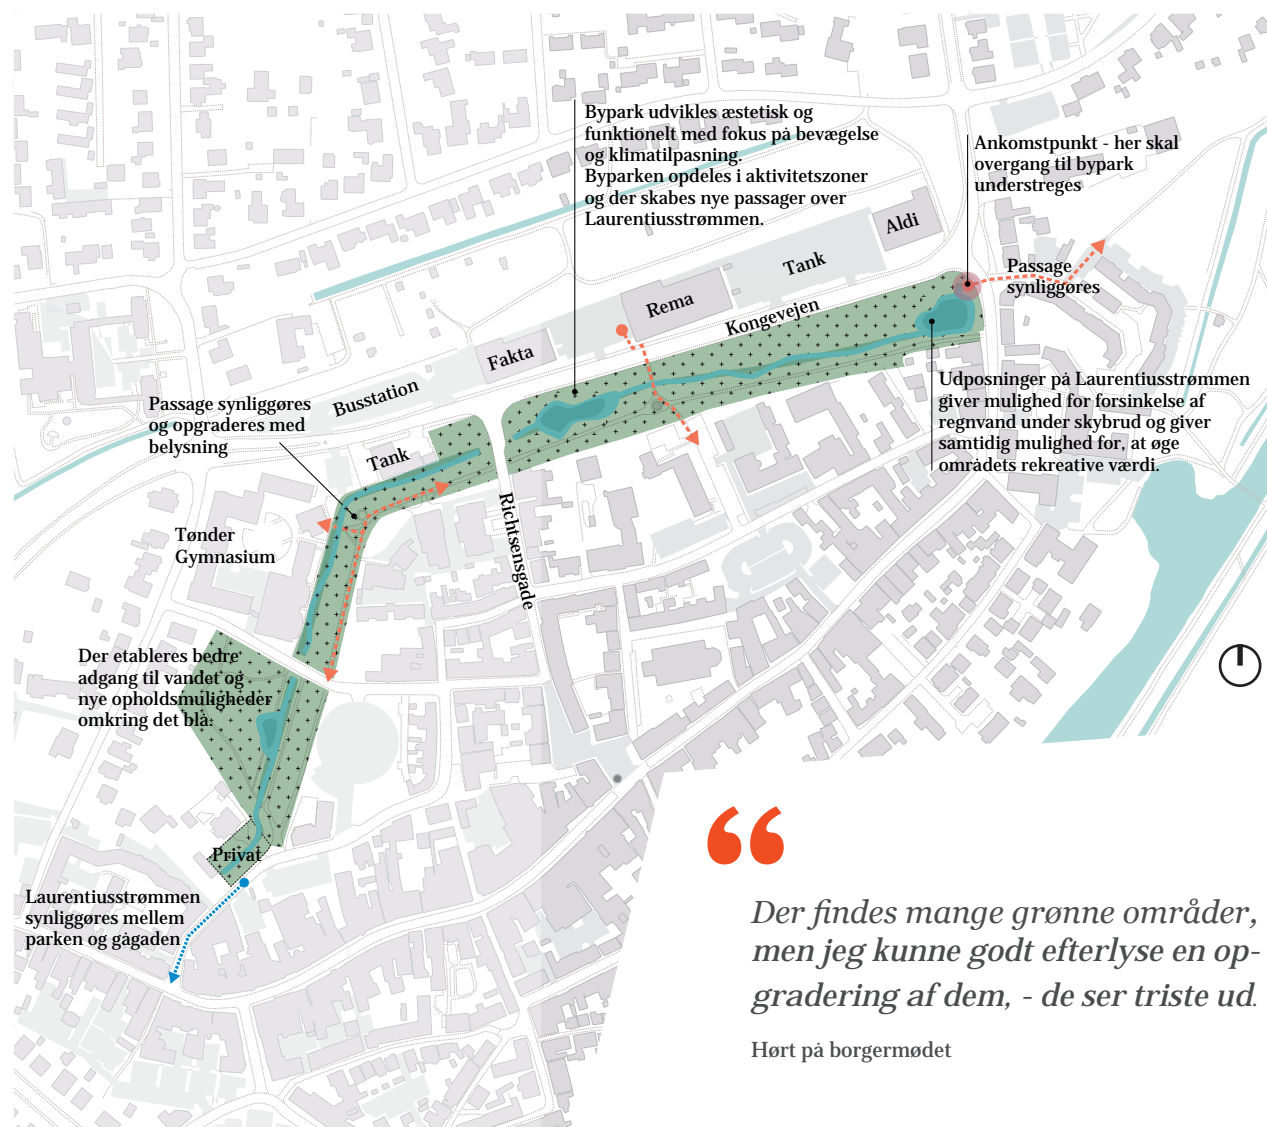 Bypark udvikles æstetisk og
funktionelt med fokus på bevægelse
og klimatilpasning.
Byparken opdeles i aktivitetszoner
og der skabes nye passager over
Laurentiusstrømmen.
Ankomstpunkt - her skal
overgang til bypark
understreges
Aldi
Tank
Passage
synliggøres
Rema
Kongevejen
Fakta
Busstation
Udposninger på Laurentiusstrømmen
giver mulighed for forsinkelse af
regnvand under skybrud og giver
samtidig mulighed for, at øge
områdets rekreative værdi.
Passage synliggøres
og opgraderes med
belysning
Tank
Richtsensgade
Tønder
Gymnasium
Der etableres bedre
adgang til vandet og
nye opholdsmuligheder
omkring det blå.
Privat
Laurentiusstrømmen
synliggøres mellem
parken og gågaden
“
Der findes mange grønne områder,
men jeg kunne godt efterlyse en op-
gradering af dem, - de ser triste ud.
Hørt på borgermødet